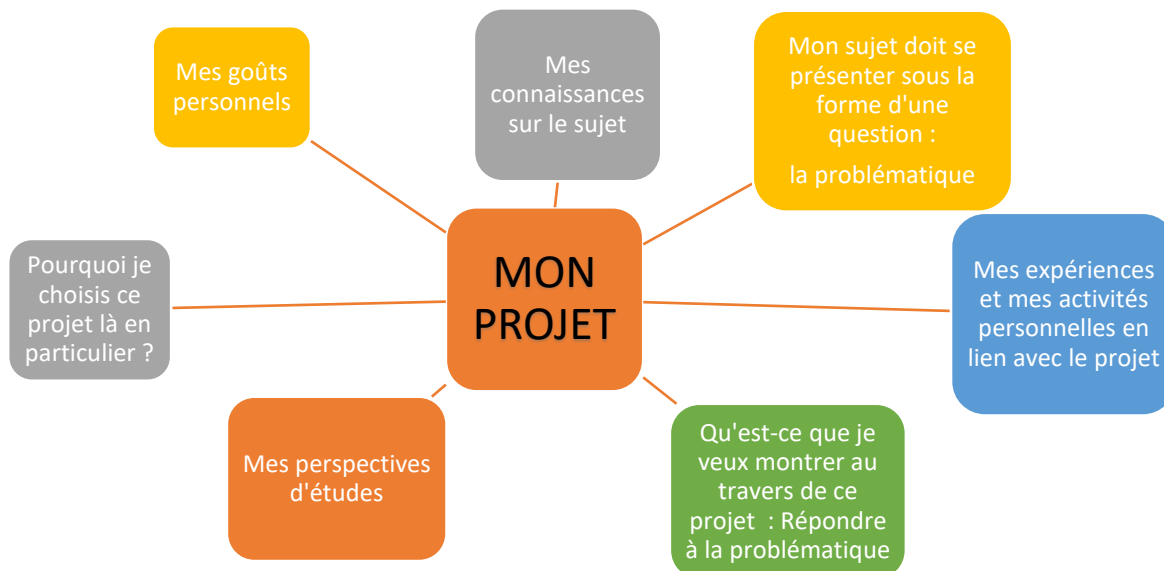 Mes goûts
personnels
Mes
connaissances
sur le sujet
Mon sujet doit se
présenter sous la
forme d'une
question :
la problématique
Pourquoi je
choisis ce
projet là en
particulier ?
MON
PROJET
Mes expériences
et mes activités
personnelles en
lien avec le projet
Mes perspectives
d'études
Qu'est-ce que je
veux montrer au
travers de ce
projet : Répondre
à la problématique